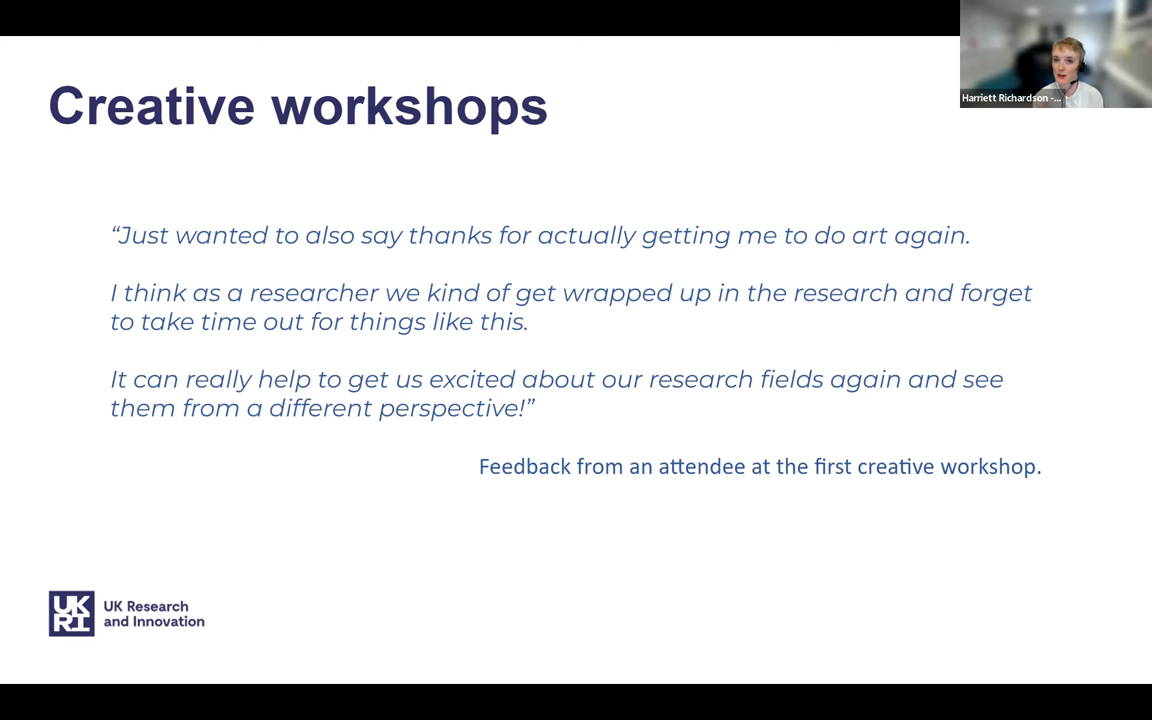 Harriett Richardson -...
Creative workshops
“Just wanted to also say thanks for actually getting me to do art again.
I think as a researcher we kind of get wrapped up in the research and forget
to take time out for things like this.
It can really help to get us excited about our research fields again and see
them from a different perspective!”
Feedback from an attendee at the first creative workshop.
UK
RI
UK Research
and Innovation